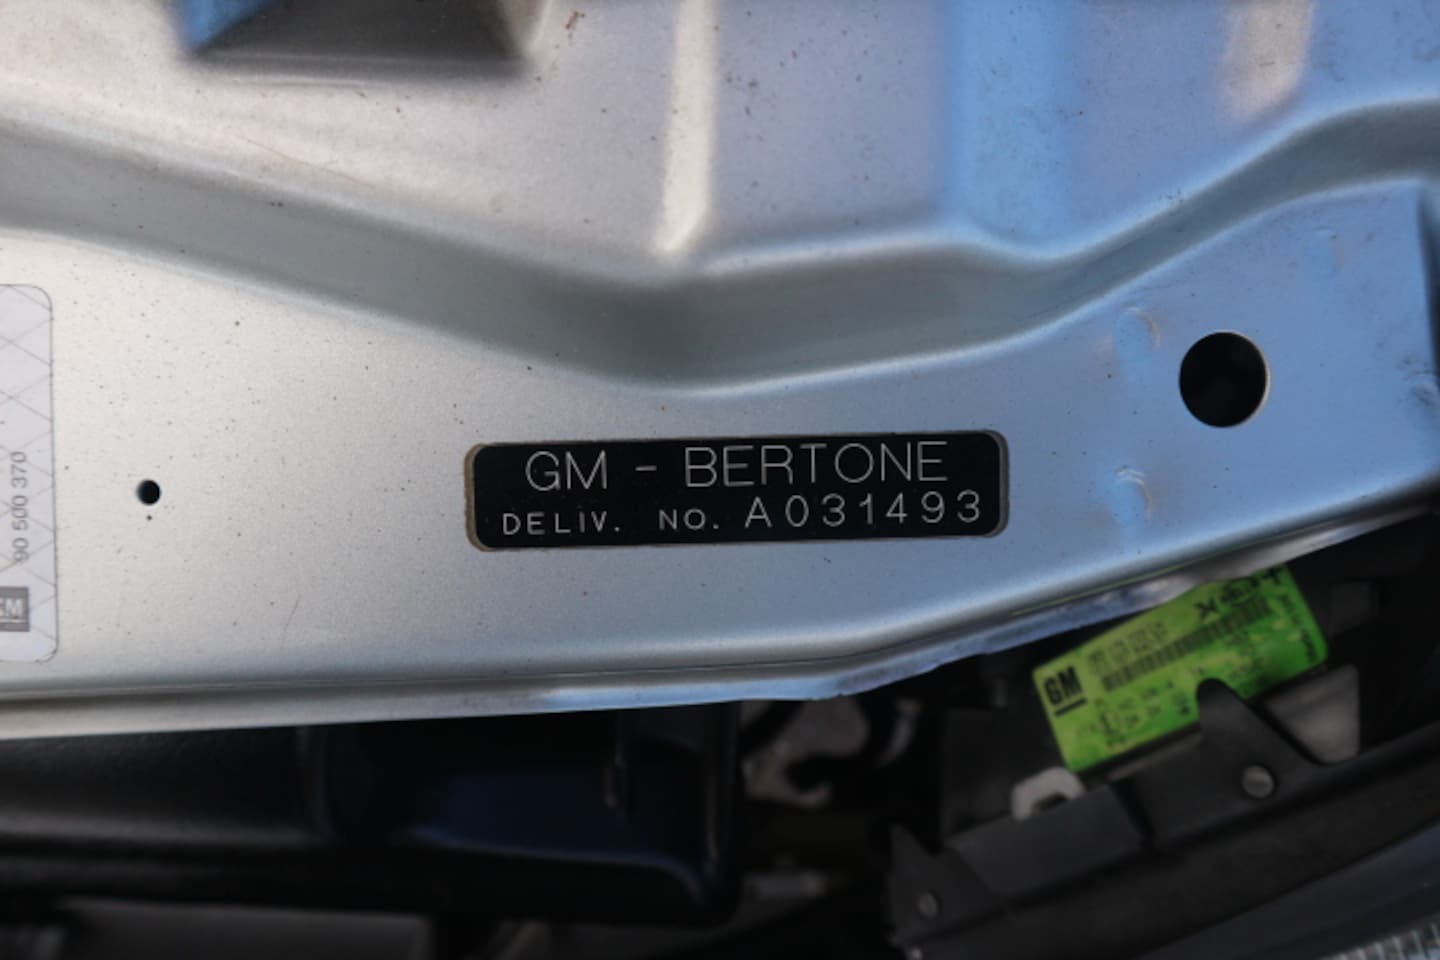 GM - BERTONE
DELIV. NO. A031493
90 500 370
GM
GM